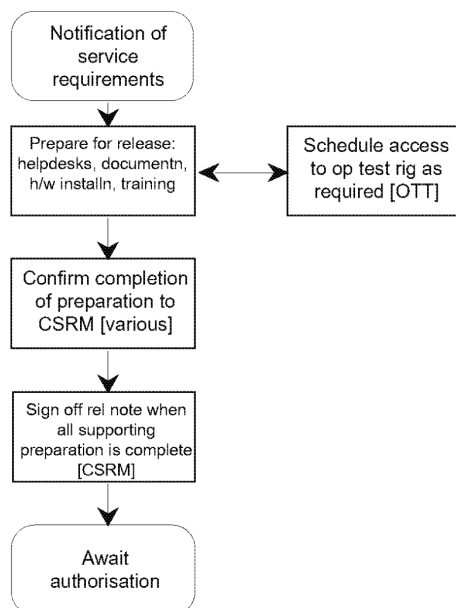 Notification of
service
requirements
Prepare for release:
helpdesks, documentn,
h/w installn, training
Schedule access
to op test rig as
required [OTT]
Confirm completion
of preparation to
CSRM [various]
Sign off rel note when
all supporting
preparation is complete
[CSRM]
Await
authorisation